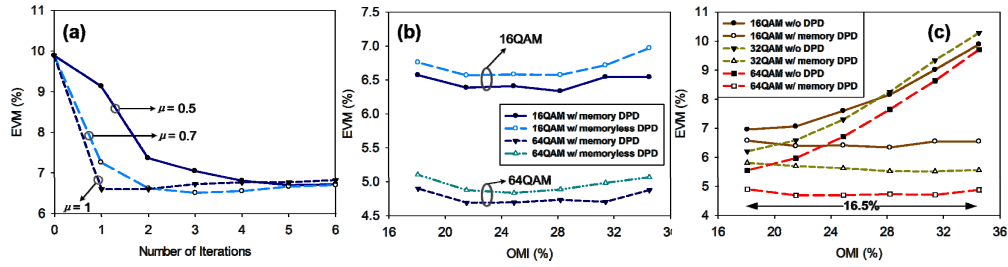 (a)
EVM (%)
11
10
9
8
7
6
μ = 0.5
μ = 0.7
μ = 1
0 1 2 3 4 5 6
Number of Iterations
(b)
EVM (%)
7.5
7.0
6.5
6.0
5.5
5.0
4.5
16QAM
16QAM w/ memory DPD
16QAM w/ memoryless DPD
64QAM w/ memory DPD
64QAM w/ memoryless DPD
64QAM
16 20 24 28 32 36
OMI (%)
(c)
EVM (%)
11
10
9
8
7
6
5
4
16QAM w/o DPD
16QAM w/ memory DPD
32QAM w/o DPD
32QAM w/ memory DPD
64QAM w/o DPD
64QAM w/ memory DPD
16.5%
16 20 24 28 32 36
OMI (%)